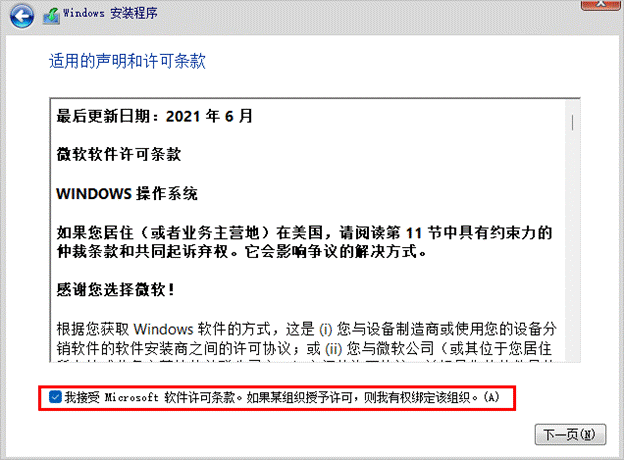 Windows 安装程序
适用的声明和许可条款
最后更新日期：2021 年 6 月
微软软件许可条款
WINDOWS 操作系统
如果您居住（或者业务主营地）在美国，请阅读第 11 节中具有约束力的
仲裁条款和共同起诉弃权。它会影响争议的解决方式。
感谢您选择微软！
根据您获取 Windows 软件的方式，这是 (i) 您与设备制造商或使用您的设备分
销软件的软件安装商之间的许可协议；或 (ii) 您与微软公司（或其位于您居住
我接受 Microsoft 软件许可条款。如果某组织授予许可，则我有权绑定该组织。(A)
下一页(N)